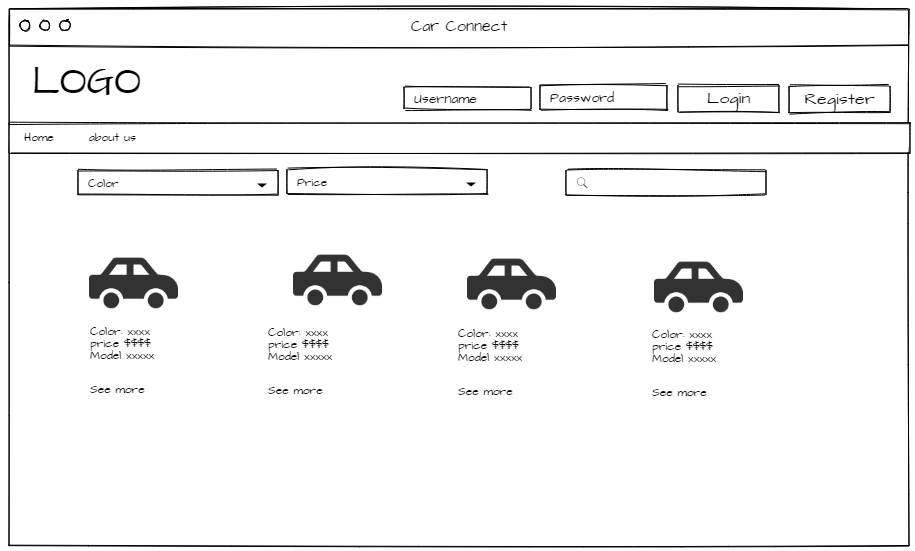 Car Connect
LOGO
Username Password Login Register
Home about us
Color Price
Color: xxxx
price $$$$
Model xxxxx
See more
Color: xxxx
price $$$$
Model xxxxx
See more
Color: xxxx
price $$$$
Model xxxxx
See more
Color: xxxx
price $$$$
Model xxxxx
See more